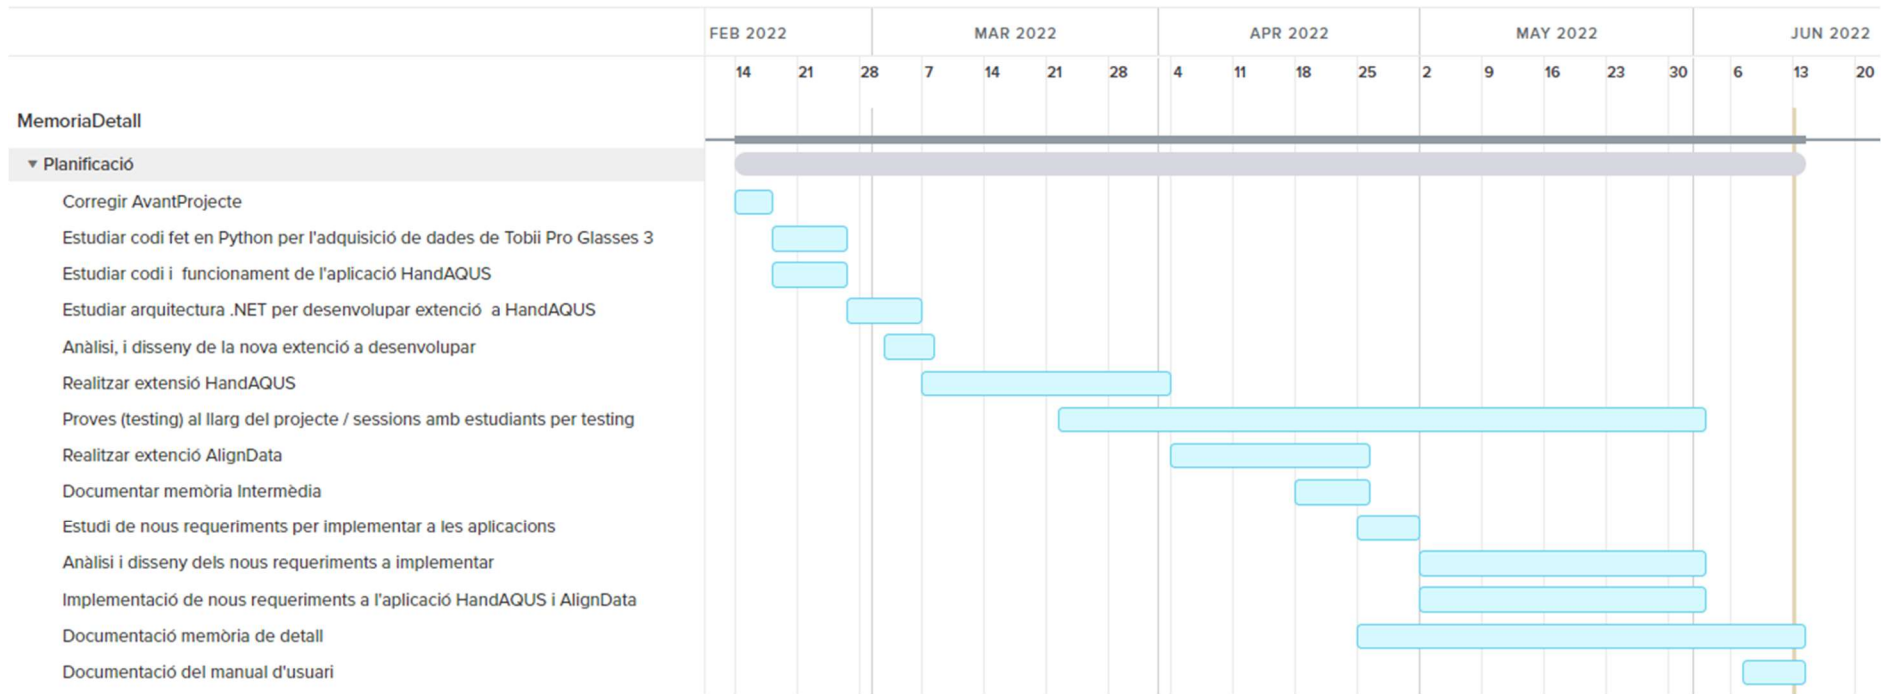 FEB 2022 MAR 2022 APR 2022 MAY 2022 JUN 2022
14 21 28 7 14 21 28 4 11 18 25 2 9 16 23 30 6 13 20
MemoriaDetall
Planificació
Corregir AvantProjecte
Estudiar codi fet en Python per l'adquisició de dades de Tobii Pro Glasses 3
Estudiar codi i funcionament de l'aplicació HandAQUS
Estudiar arquitectura .NET per desenvolupar extenció a HandAQUS
Anàlisi, i disseny de la nova extenció a desenvolupar
Realitzar extensió HandAQUS
Proves (testing) al llarg del projecte / sessions amb estudiants per testing
Realitzar extenció AlignData
Documentar memòria Intermèdia
Estudi de nous requeriments per implementar a les aplicacions
Anàlisi i disseny dels nous requeriments a implementar
Implementació de nous requeriments a l'aplicació HandAQUS i AlignData
Documentació memòria de detall
Documentació del manual d'usuari